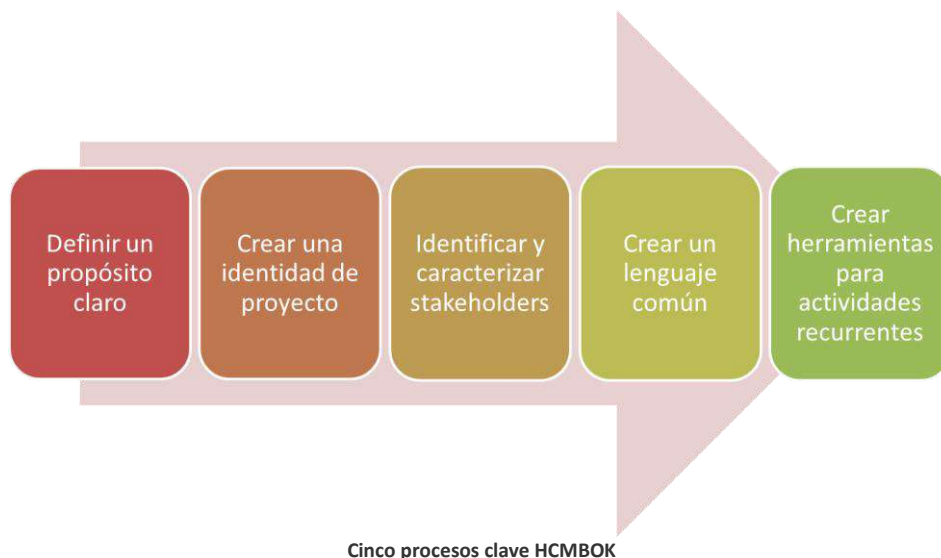 Definir un
propósito
claro
Crear una
identidad de
proyecto
Identificar y
caracterizar
stakeholders
Crear un
lenguaje
común
Crear
herramientas
para
actividades
recurrentes
Cinco procesos clave HCMBOK